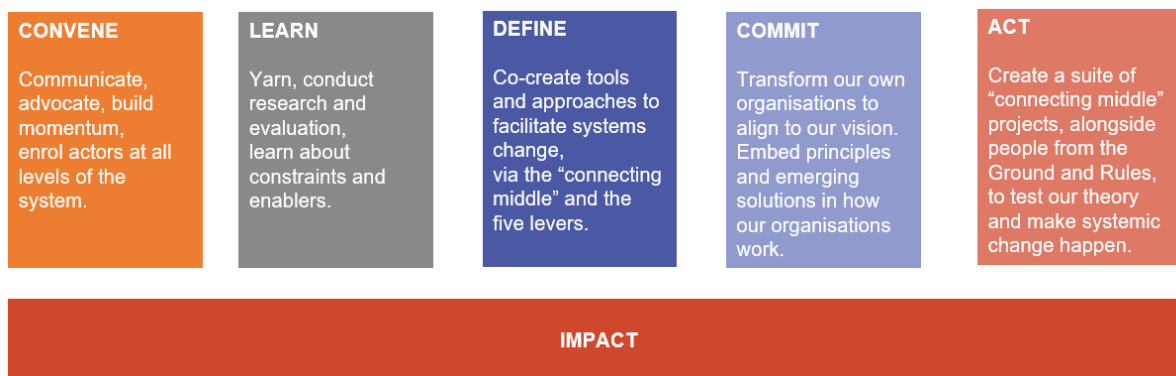 CONVENE
Communicate,
advocate, build
momentum,
enrol actors at all
levels of the
system.
LEARN
Yarn, conduct
research and
evaluation,
learn about
constraints and
enablers.
DEFINE
Co-create tools
and approaches to
facilitate systems
change,
via the “connecting
middle” and the
five levers.
COMMIT
Transform our own
organisations to
align to our vision.
Embed principles
and emerging
solutions in how
our organisations
work.
ACT
Create a suite of
“connecting middle”
projects, alongside
people from the
Ground and Rules,
to test our theory
and make systemic
change happen.
IMPACT